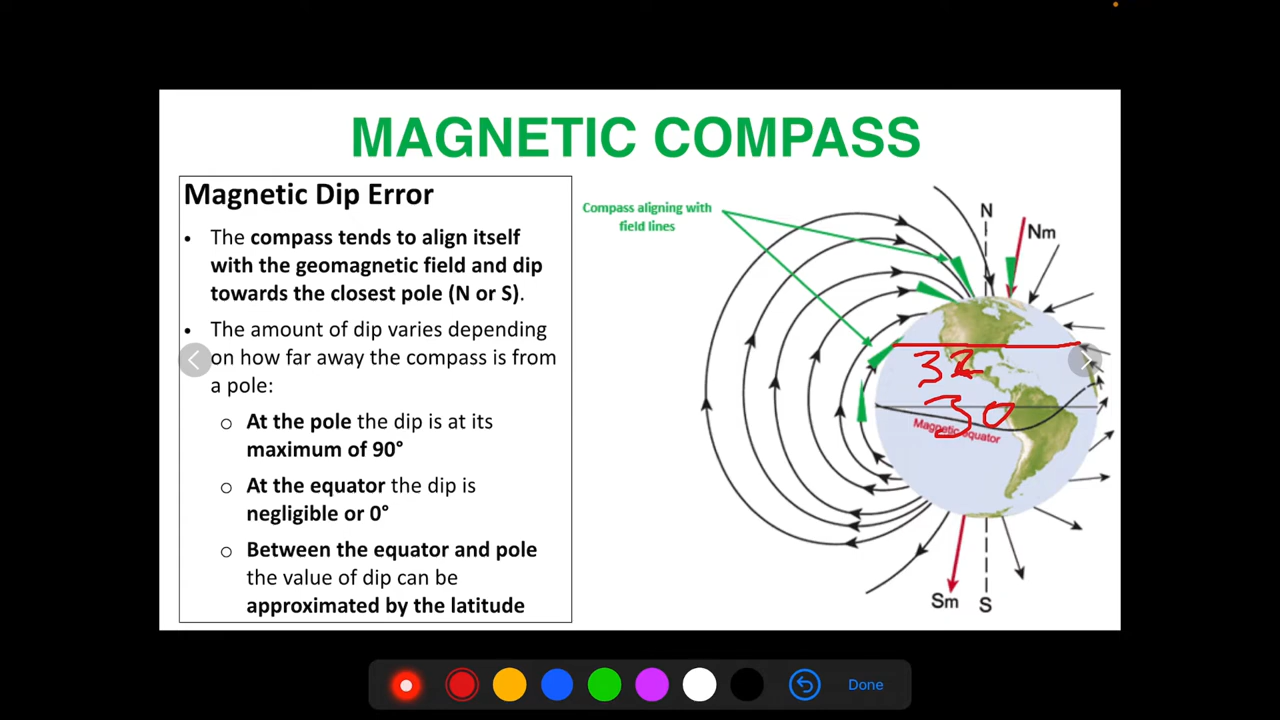 MAGNETIC COMPASS
Magnetic Dip Error
• The compass tends to align itself
with the geomagnetic field and dip
towards the closest pole (N or S).
• The amount of dip varies depending
on how far away the compass is from
a pole:
o At the pole the dip is at its
maximum of 90°
o At the equator the dip is
negligible or 0°
o Between the equator and pole
the value of dip can be
approximated by the latitude
Compass aligning with
field lines
N
Nm
32
30
Magnetic equator
Sm
S
Done